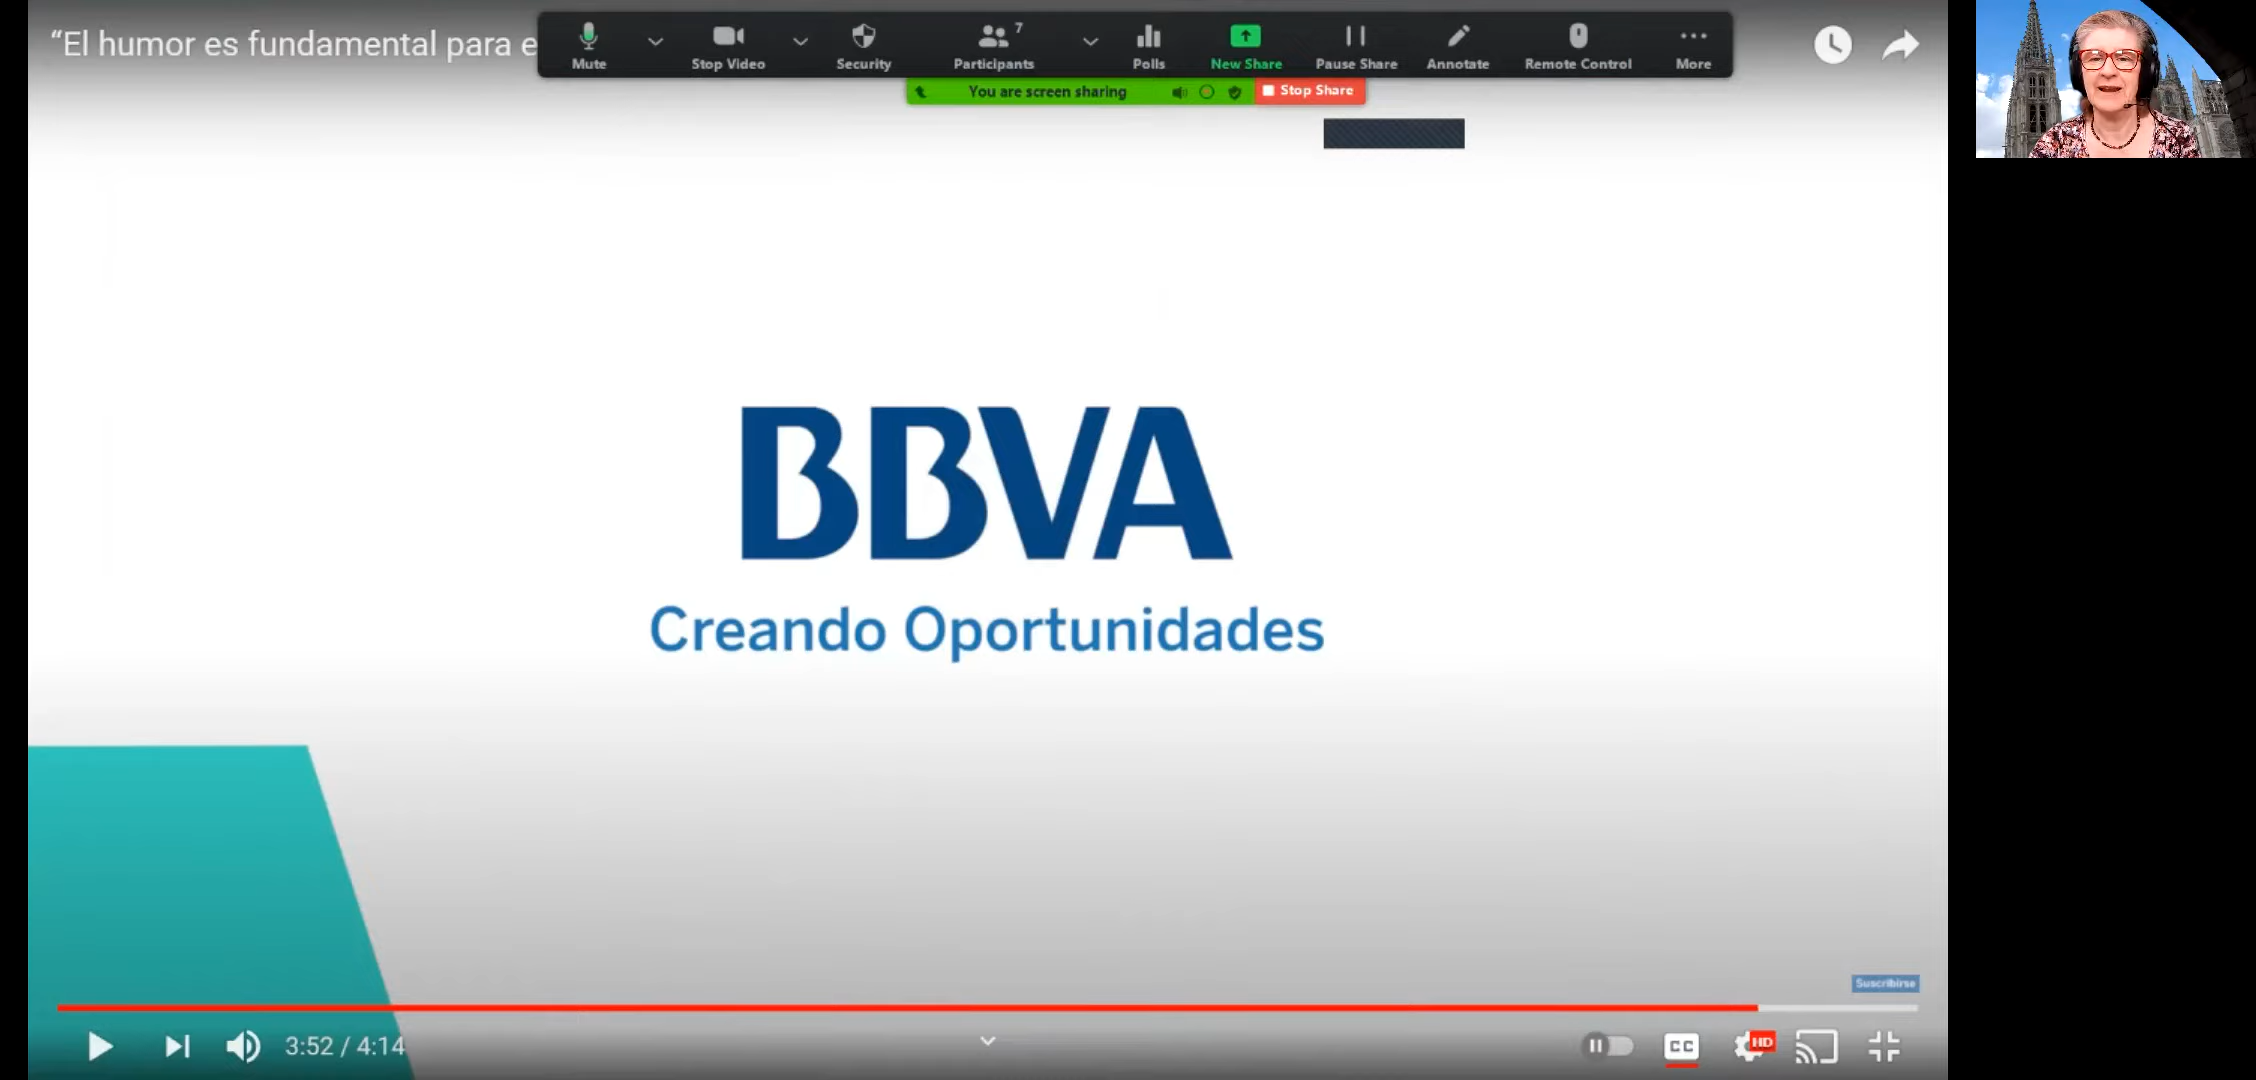 “El humor es fundamental para e
Mute
Stop Video
Security
Participants
7
Polls
New Share
Pause Share
Annotate
Remote Control
More
You are screen sharing
Stop Share
BBVA
Creando Oportunidades
Suscribirse
3:52 / 4:14
CC
HD